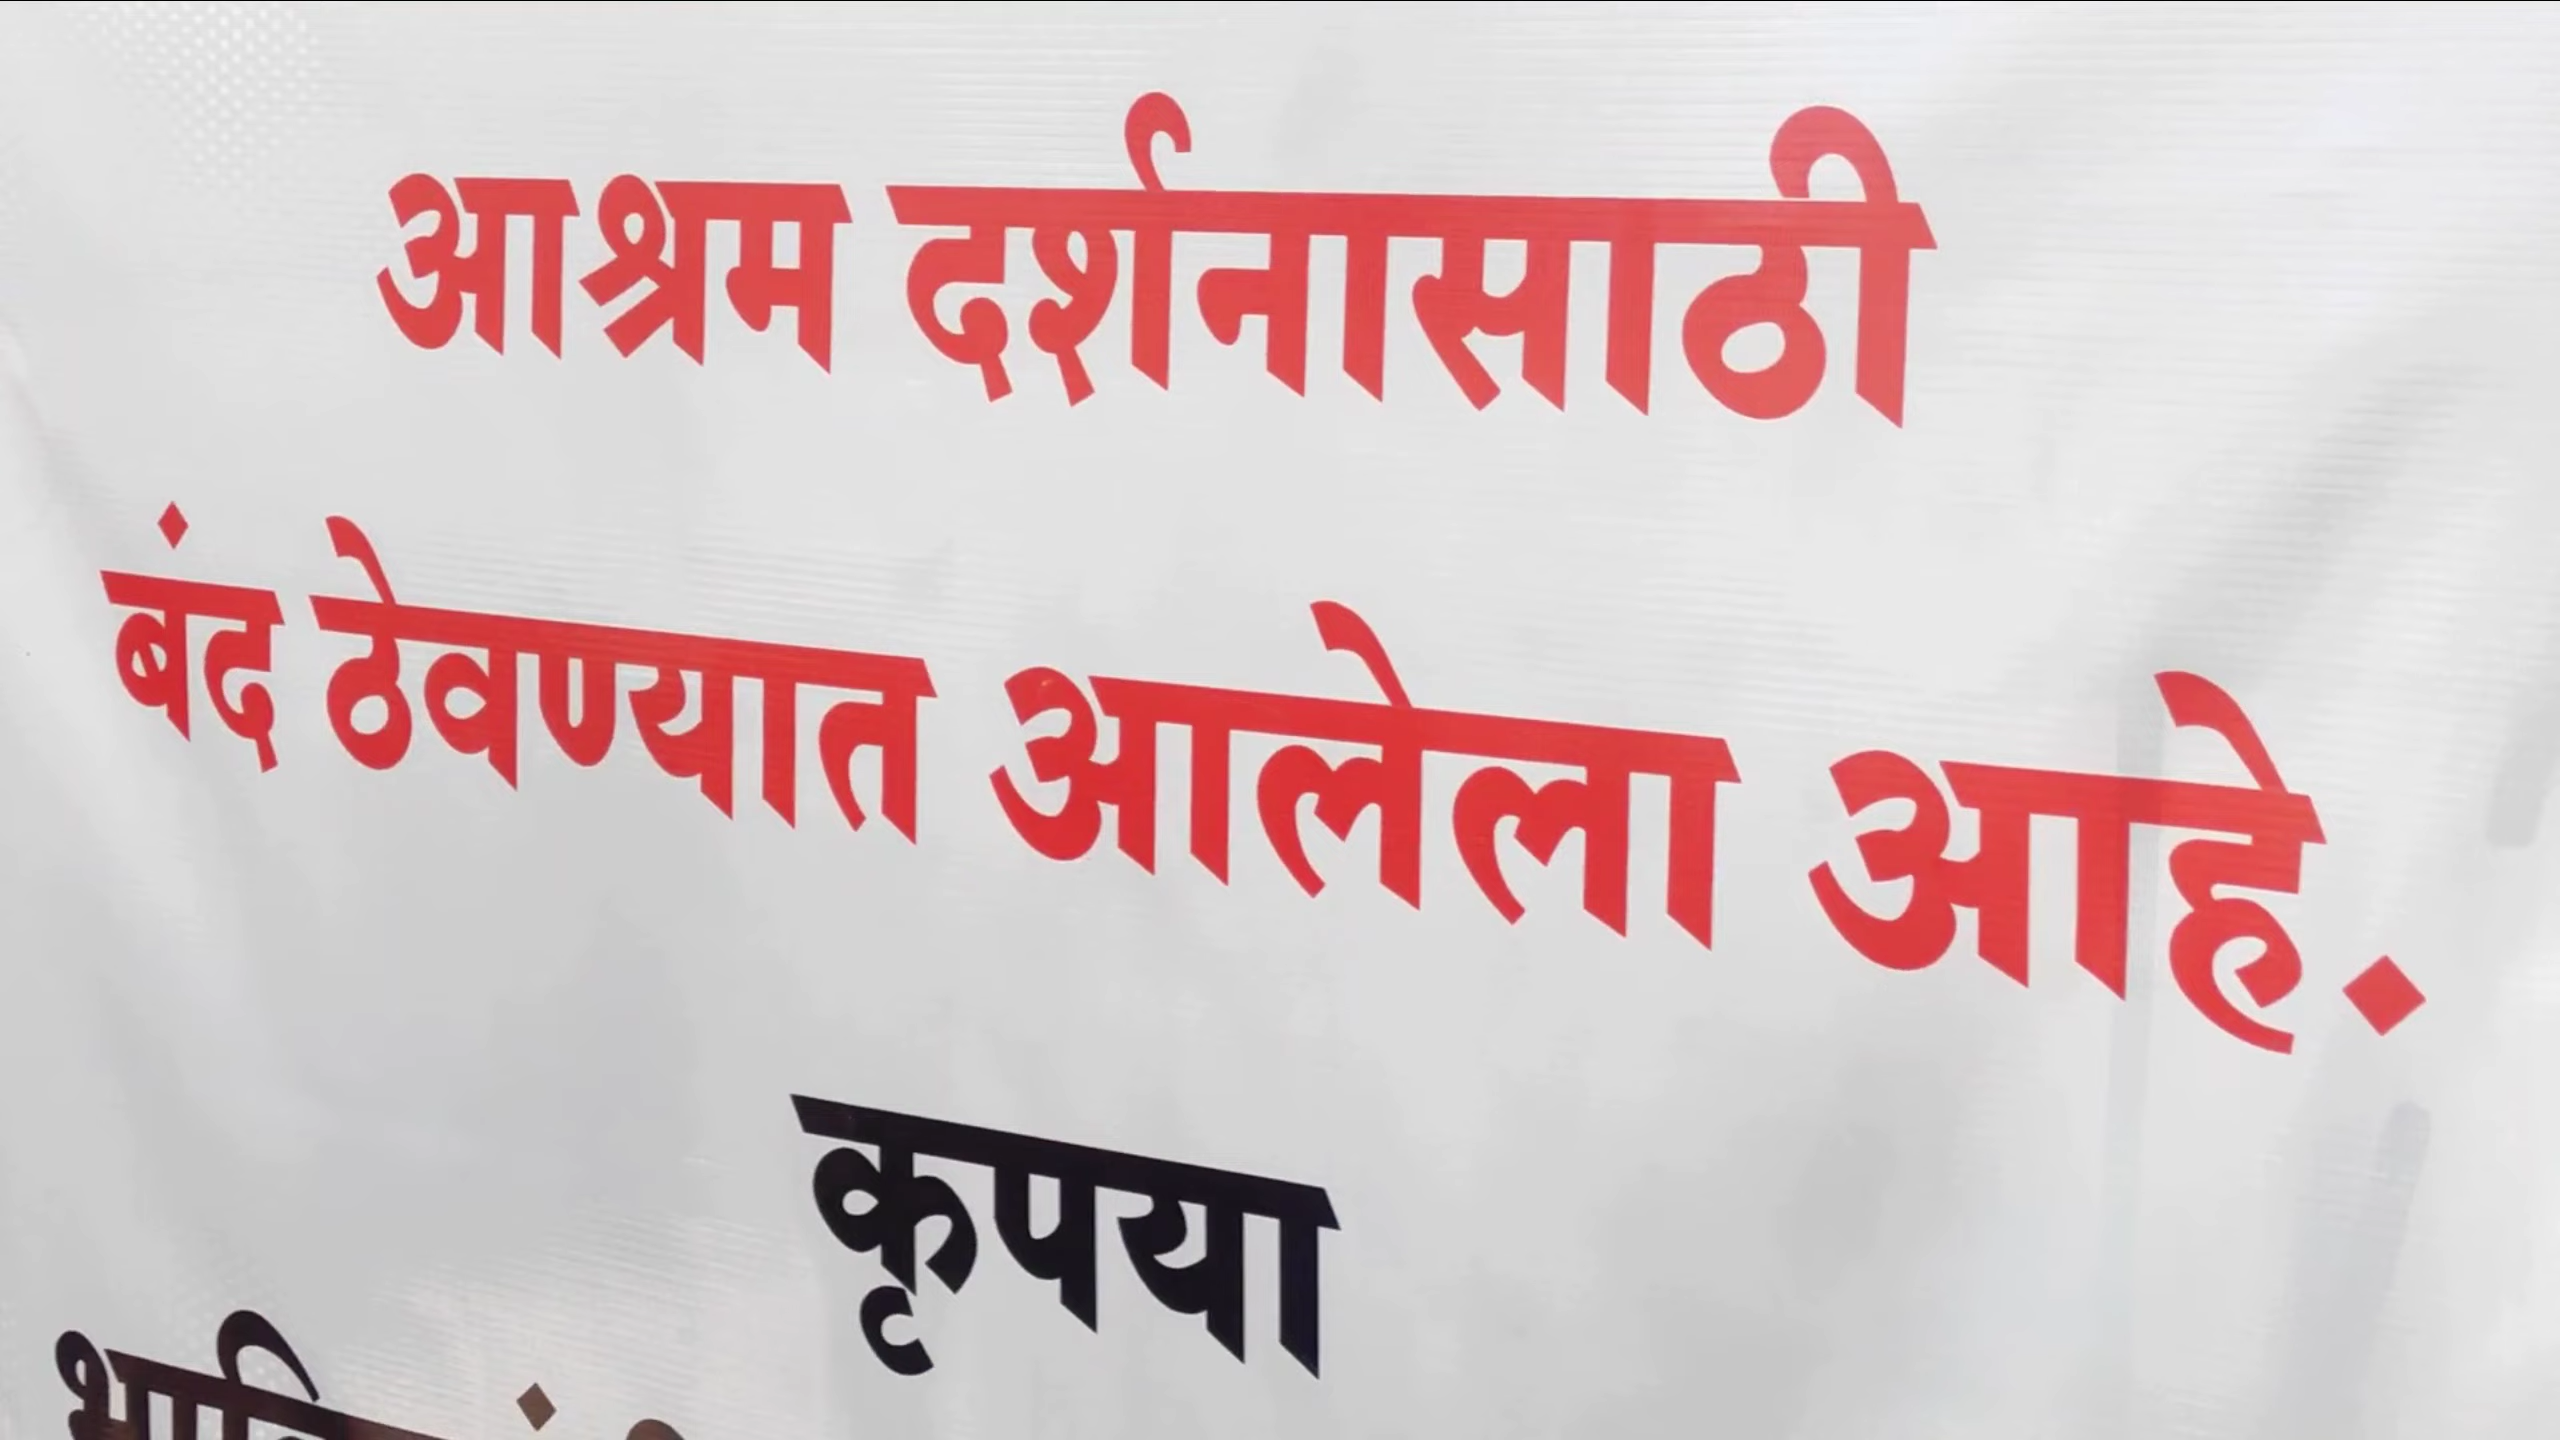 आश्रम दर्शनासाठी
बंद ठेवण्यात आलेला आहे.
कृपया